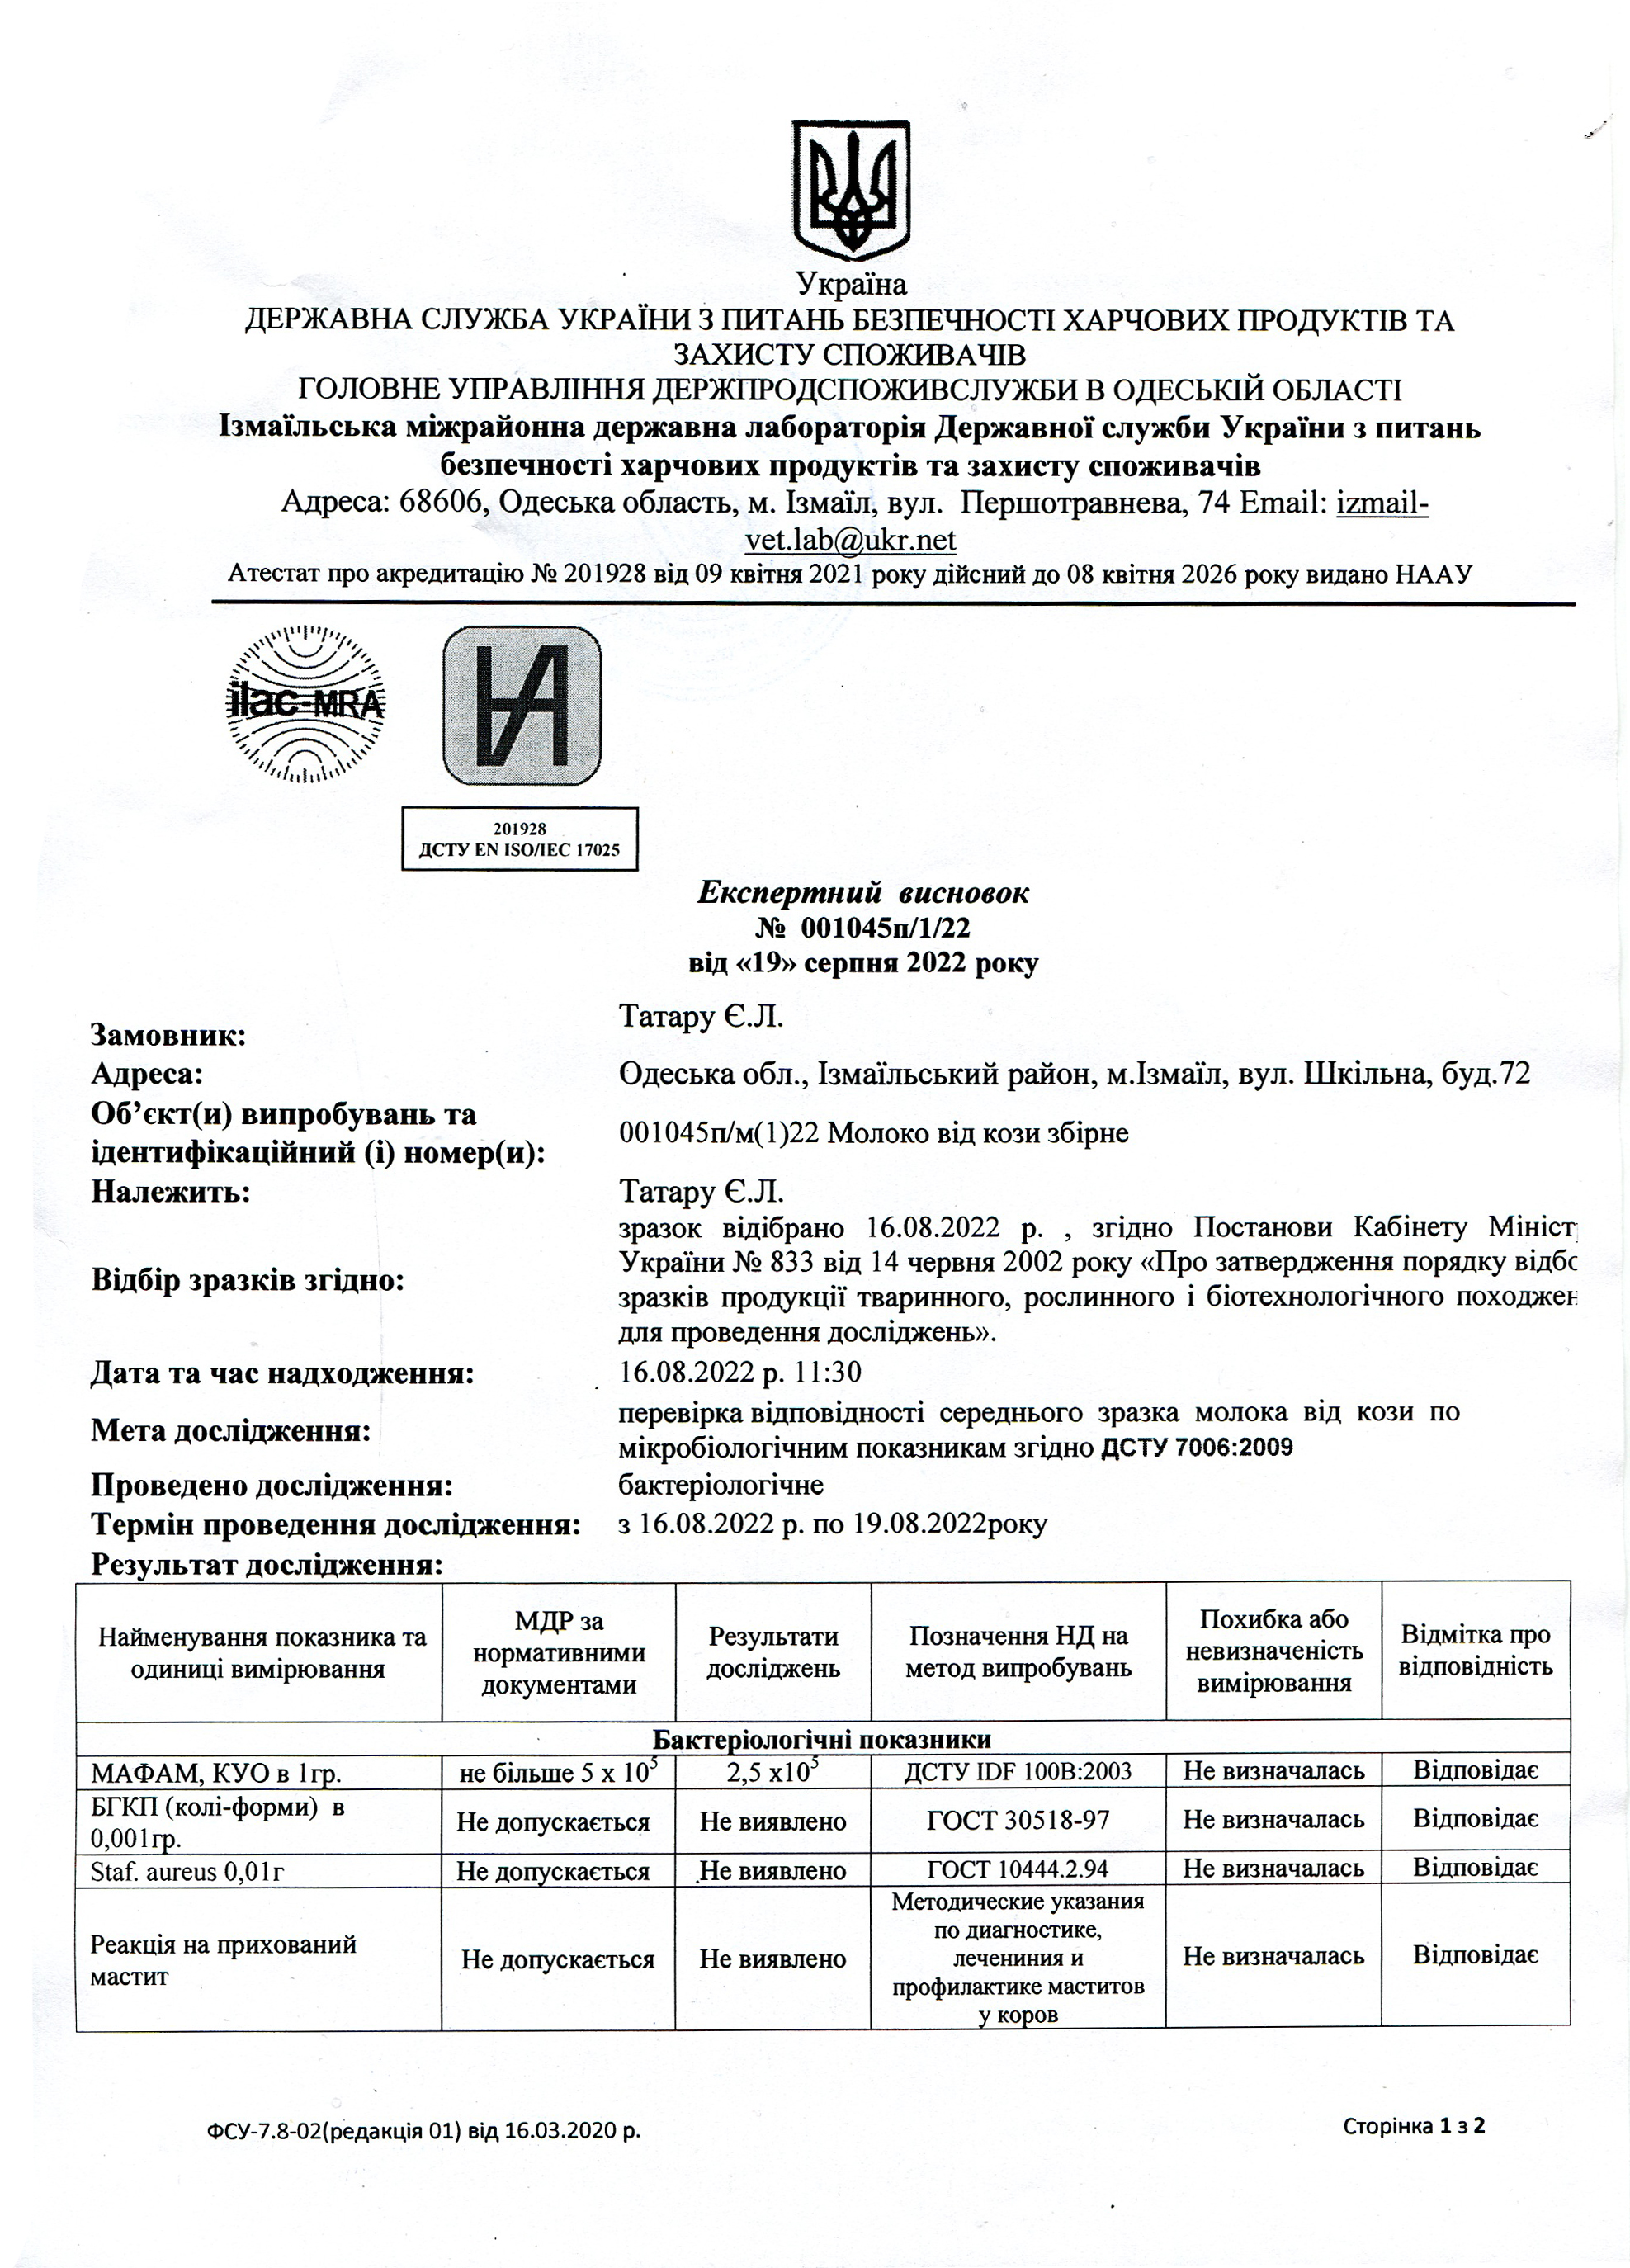 Україна
ДЕРЖАВНА СЛУЖБА УКРАЇНИ З ПИТАНЬ БЕЗПЕЧНОСТІ ХАРЧОВИХ ПРОДУКТІВ ТА
ЗАХИСТУ СПОЖИВАЧІВ
ГОЛОВНЕ УПРАВЛІННЯ ДЕРЖПРОДСПОЖИВСЛУЖБИ В ОДЕСЬКІЙ ОБЛАСТІ
Ізмаїльська міжрайонна державна лабораторія Державної служби України з питань
безпечності харчових продуктів та захисту споживачів
Адреса: 68606, Одеська область, м. Ізмаїл, вул. Першотравнева, 74 Email: izmail-
vet.lab@ukr.net
Атестат про акредитацію № 201928 від 09 квітня 2021 року дійсний до 08 квітня 2026 року видано НААУ
ilac-MRA
201928
ДСТУ EN ISO/IEC 17025
Експертний висновок
№ 001045п/1/22
від «19» серпня 2022 року
Замовник: Татару Є.Л.
Адреса: Одеська обл., Ізмаїльський район, м.Ізмаїл, вул. Шкільна, буд.72
Об’єкт(и) випробувань та
ідентифікаційний (і) номер(и): 001045п/м(1)22 Молоко від кози збірне
Належить: Татару Є.Л.
Відбір зразків згідно: зразок відібрано 16.08.2022 р. , згідно Постанови Кабінету Мініст
України № 833 від 14 червня 2002 року «Про затвердження порядку відбо
зразків продукції тваринного, рослинного і біотехнологічного походжен
для проведення досліджень».
Дата та час надходження: 16.08.2022 р. 11:30
Мета дослідження: перевірка відповідності середнього зразка молока від кози по
мікробіологічним показникам згідно ДСТУ 7006:2009
Проведено дослідження: бактеріологічне
Термін проведення дослідження: з 16.08.2022 р. по 19.08.2022року
Результат дослідження:
Найменування показника та
одиниці вимірювання
МДР за
нормативними
документами
Результати
досліджень
Позначення НД на
метод випробувань
Похибка або
невизначеність
вимірювання
Відмітка про
відповідність
Бактеріологічні показники
МАФАМ, КУО в 1гр. не більше 5 х 10⁵ 2,5 х10⁵ ДСТУ IDF 100В:2003 Не визначалась Відповідає
БГКП (колі-форми) в
0,001гр. Не допускається Не виявлено ГОСТ 30518-97 Не визначалась Відповідає
Staf. aureus 0,01г Не допускається Не виявлено ГОСТ 10444.2.94 Не визначалась Відповідає
Реакція на прихований
мастит
Не допускається
Не виявлено
Методические указания
по диагностике,
лечениния и
профилактике маститов
у коров
Не визначалась
Відповідає
ФСУ-7.8-02(редакція 01) від 16.03.2020 р.
Сторінка 1 з 2